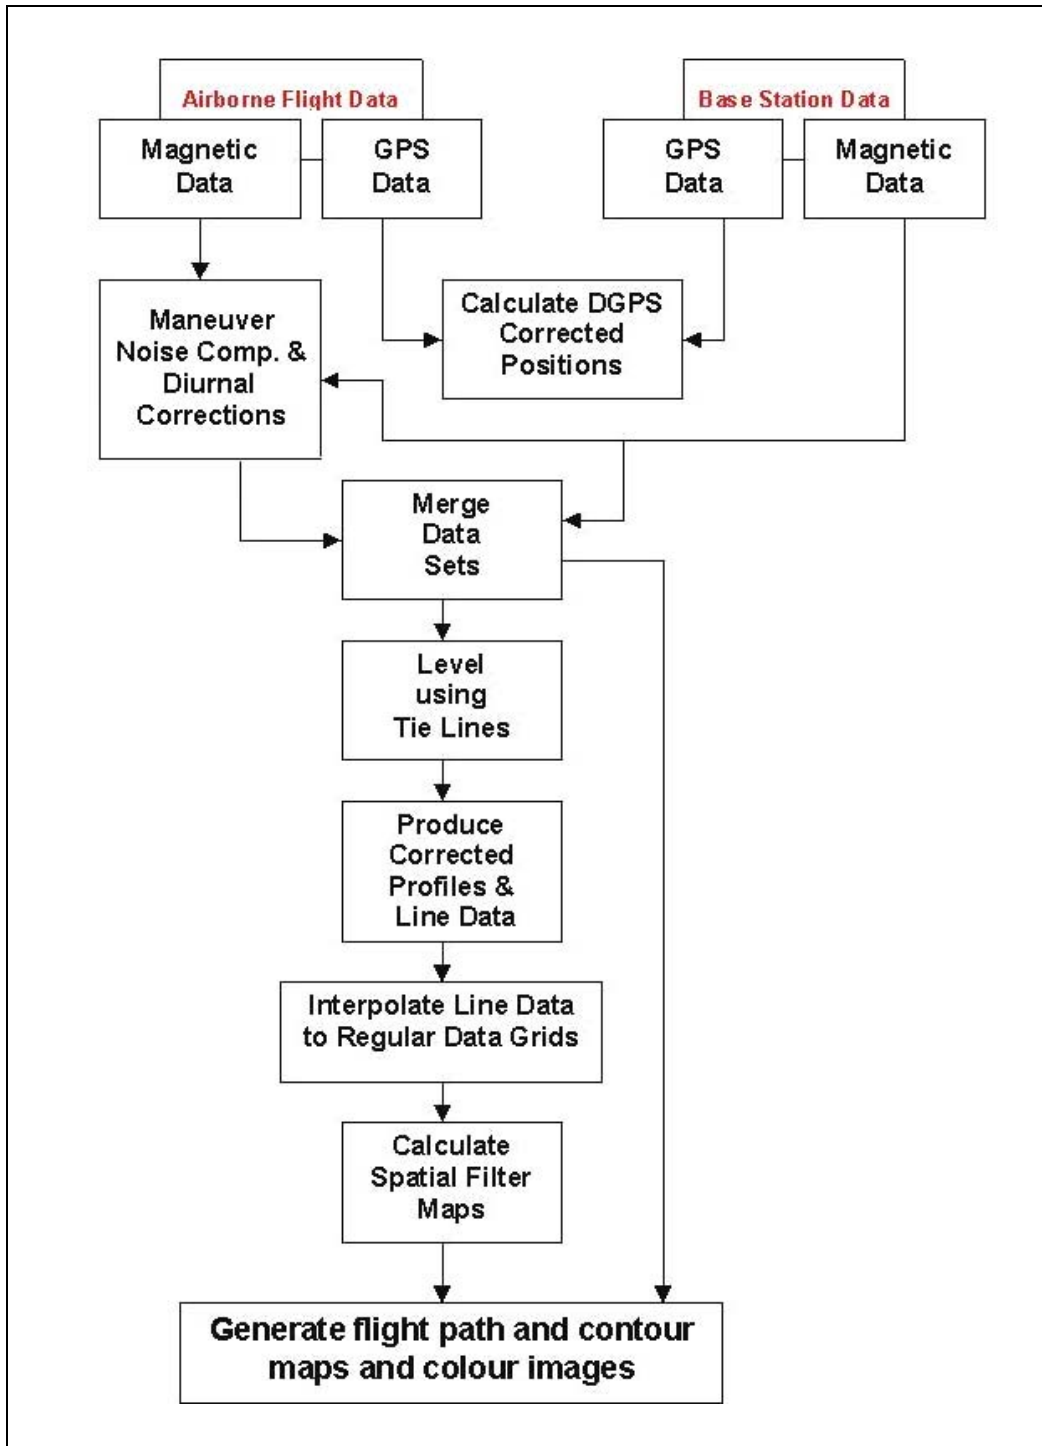 Airborne Flight Data
Base Station Data
Magnetic
Data
GPS
Data
GPS
Data
Magnetic
Data
Maneuver
Noise Comp. &
Diurnal
Corrections
Calculate DGPS
Corrected
Positions
Merge
Data
Sets
Level
using
Tie Lines
Produce
Corrected
Profiles &
Line Data
Interpolate Line Data
to Regular Data Grids
Calculate
Spatial Filter
Maps
Generate flight path and contour
maps and colour images